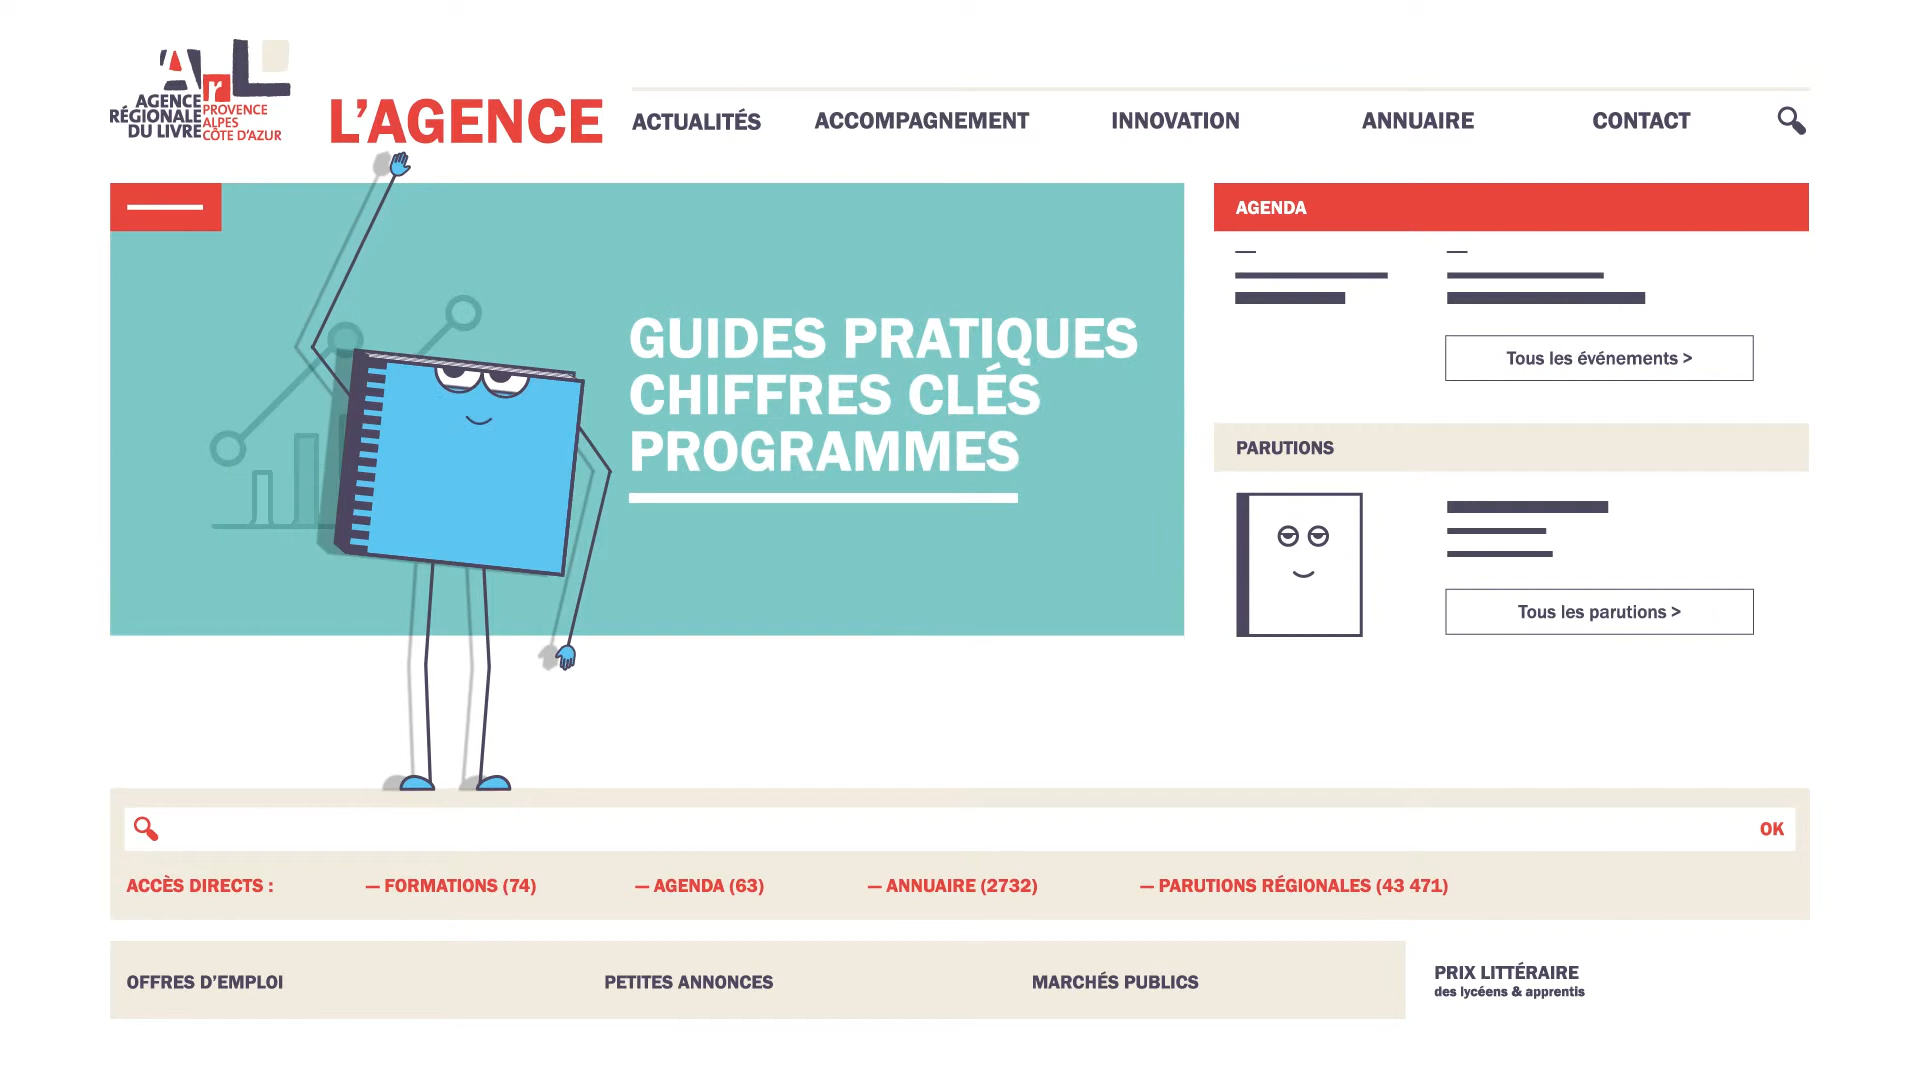 ArL
AGENCE
RÉGIONALE
DU LIVRE
PROVENCE
ALPES
CÔTE D'AZUR
L'AGENCE
ACTUALITÉS
ACCOMPAGNEMENT
INNOVATION
ANNUAIRE
CONTACT
GUIDES PRATIQUES
CHIFFRES CLÉS
PROGRAMMES
AGENDA
Tous les événements >
PARUTIONS
Tous les parutions >
OK
ACCÈS DIRECTS :
— FORMATIONS (74)
— AGENDA (63)
— ANNUAIRE (2732)
— PARUTIONS RÉGIONALES (43 471)
OFFRES D'EMPLOI
PETITES ANNONCES
MARCHÉS PUBLICS
PRIX LITTÉRAIRE
des lycéens & apprentis